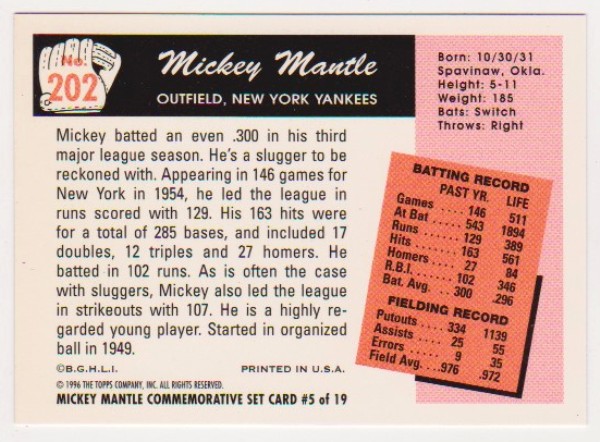 No.
202
Mickey Mantle
OUTFIELD, NEW YORK YANKEES
Born: 10/30/31
Spavinaw, Okla.
Height: 5-11
Weight: 185
Bats: Switch
Throws: Right
Mickey batted an even .300 in his third
major league season. He's a slugger to be
reckoned with. Appearing in 146 games for
New York in 1954, he led the league in
runs scored with 129. His 163 hits were
for a total of 285 bases, and included 17
doubles, 12 triples and 27 homers. He
batted in 102 runs. As is often the case
with sluggers, Mickey also led the league
in strikeouts with 107. He is a highly re-
garded young player. Started in organized
ball in 1949.
BATTING RECORD
PAST YR. LIFE
Games .... 146 511
At Bat .... 543 1894
Runs ..... 129 389
Hits ...... 163 561
Homers .... 27 84
R.B.I. ..... 102 346
Bat. Avg. .. .300 .296
FIELDING RECORD
Putouts .... 334 1139
Assists ..... 25 55
Errors ....... 9 35
Field Avg. .. .976 .972
©B.G.H.L.I. PRINTED IN U.S.A.
© 1996 THE TOPPS COMPANY, INC. ALL RIGHTS RESERVED.
MICKEY MANTLE COMMEMORATIVE SET CARD #5 of 19